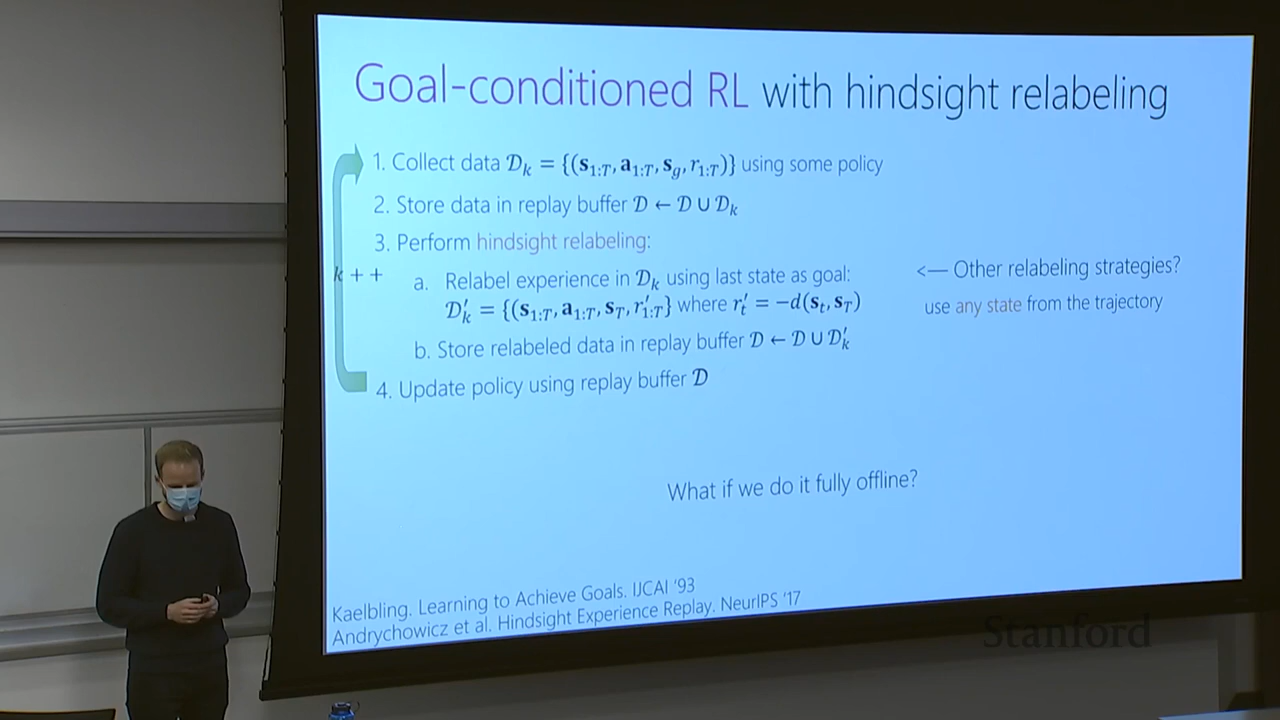 Goal-conditioned RL with hindsight relabeling
1. Collect data 𝒟ₖ = {(s₁:T, a₁:T, s_g, r₁:T)} using some policy
2. Store data in replay buffer 𝒟 ← 𝒟 ∪ 𝒟ₖ
3. Perform hindsight relabeling:
k + +
a. Relabel experience in 𝒟ₖ using last state as goal:
𝒟′ₖ = {(s₁:T, a₁:T, s_T, r′₁:T} where r′ₜ = −d(sₜ, s_T)
<— Other relabeling strategies?
use any state from the trajectory
b. Store relabeled data in replay buffer 𝒟 ← 𝒟 ∪ 𝒟′ₖ
4. Update policy using replay buffer 𝒟
What if we do it fully offline?
Kaelbling. Learning to Achieve Goals. IJCAI '93
Andrychowicz et al. Hindsight Experience Replay. NeurIPS '17
Stanford